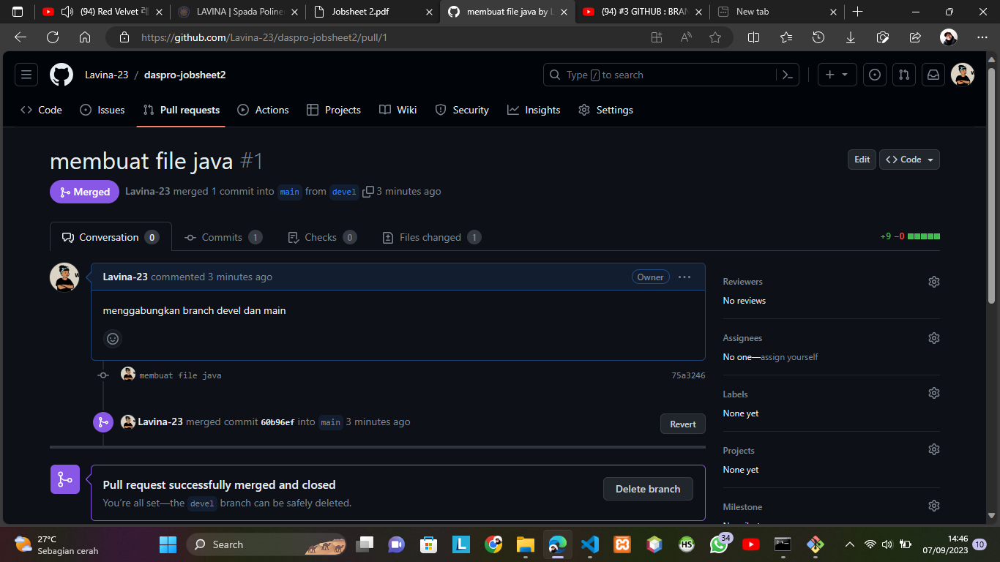 (94) Red Velvet 레
LAVINA | Spada Poliner
Jobsheet 2.pdf
membuat file java by L
(94) #3 GITHUB : BRAN
New tab
https://github.com/Lavina-23/daspro-jobsheet2/pull/1
Lavina-23 / daspro-jobsheet2
Type / to search
Code
Issues
Pull requests
Actions
Projects
Wiki
Security
Insights
Settings
membuat file java #1
Edit
Code
Merged
Lavina-23 merged 1 commit into main from devel 3 minutes ago
Conversation 0
Commits 1
Checks 0
Files changed 1
+9 −0
Lavina-23 commented 3 minutes ago
Owner
menggabungkan branch devel dan main
membuat file java
75a3246
Lavina-23 merged commit 60b96ef into main 3 minutes ago
Revert
Pull request successfully merged and closed
You’re all set—the devel branch can be safely deleted.
Delete branch
Reviewers
No reviews
Assignees
No one—assign yourself
Labels
None yet
Projects
None yet
Milestone
27°C
Sebagian cerah
Search
L
HS
34
14:46
07/09/2023
10